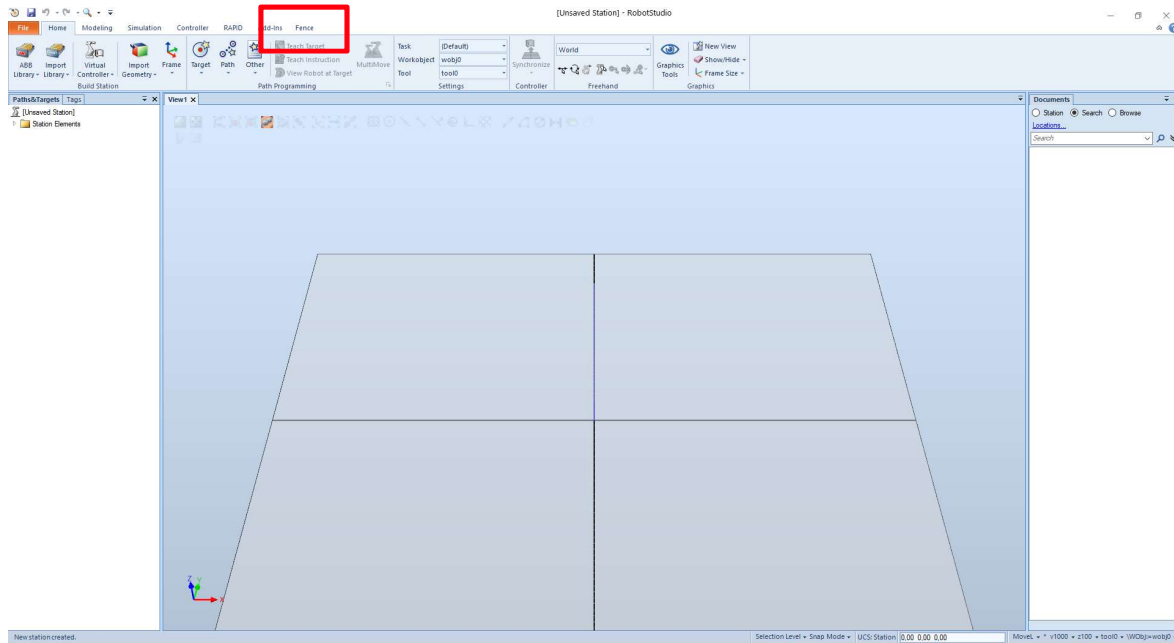 [Unsaved Station] - RobotStudio
File Home Modeling Simulation Controller RAPID dd-Ins Fence
ABB Library
Import Library
Virtual Controller
Import Geometry
Build Station
Frame
Target
Path
Other
Teach Target
Teach Instruction
View Robot at Target
MultiMove
Path Programming
Task (Default)
Workobject wobj0
Tool tool0
Settings
Synchronize
Controller
World
Freehand
Graphics Tools
New View
Show/Hide
Frame Size
Graphics
Paths&Targets Tags
[Unsaved Station]
Station Elements
View1
Z Y
X
Documents
Station Search Browse
Locations...
Search
New station created.
Selection Level Snap Mode UCS: Station 0,00 0,00 0,00 MoveL * v1000 z100 tool0 \WObj:=wobj0